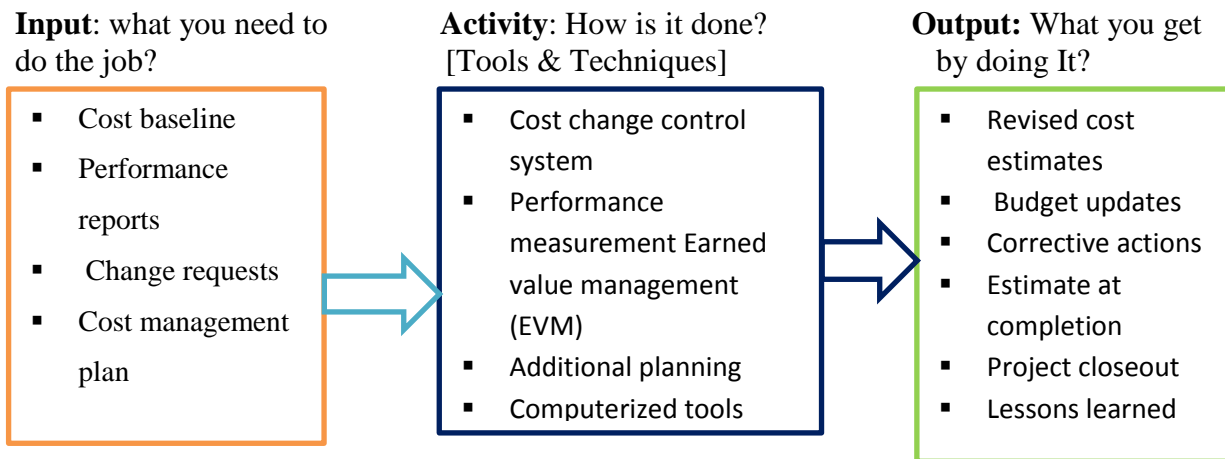 Input: what you need to
do the job?
▪ Cost baseline
▪ Performance
reports
▪ Change requests
▪ Cost management
plan
Activity: How is it done?
[Tools & Techniques]
▪ Cost change control
system
▪ Performance
measurement Earned
value management
(EVM)
▪ Additional planning
▪ Computerized tools
Output: What you get
by doing It?
▪ Revised cost
estimates
▪ Budget updates
▪ Corrective actions
▪ Estimate at
completion
▪ Project closeout
▪ Lessons learned